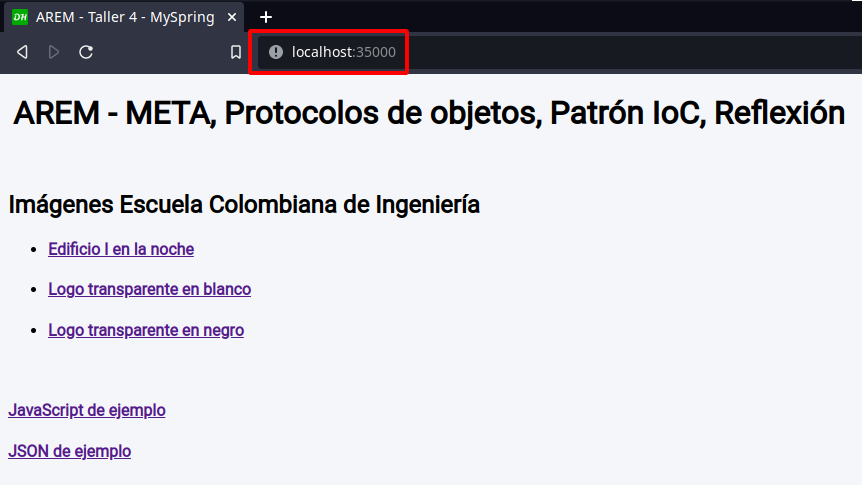 DH AREM - Taller 4 - MySpring
localhost:35000
AREM - META, Protocolos de objetos, Patrón IoC, Reflexión
Imágenes Escuela Colombiana de Ingeniería
Edificio I en la noche
Logo transparente en blanco
Logo transparente en negro
JavaScript de ejemplo
JSON de ejemplo